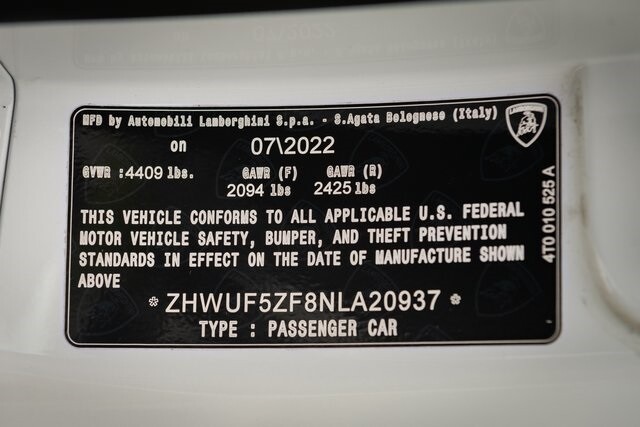 MFD by Automobili Lamborghini S.p.a. - S.Agata Bolognese (Italy)
on 07\2022
GVWR :4409 lbs. GAWR (F) GAWR (R)
2094 lbs 2425 lbs
THIS VEHICLE CONFORMS TO ALL APPLICABLE U.S. FEDERAL
MOTOR VEHICLE SAFETY, BUMPER, AND THEFT PREVENTION
STANDARDS IN EFFECT ON THE DATE OF MANUFACTURE SHOWN
ABOVE
* ZHWUF5ZF8NLA20937 *
TYPE : PASSENGER CAR
4T0 010 525 A
LAMBORGHINI